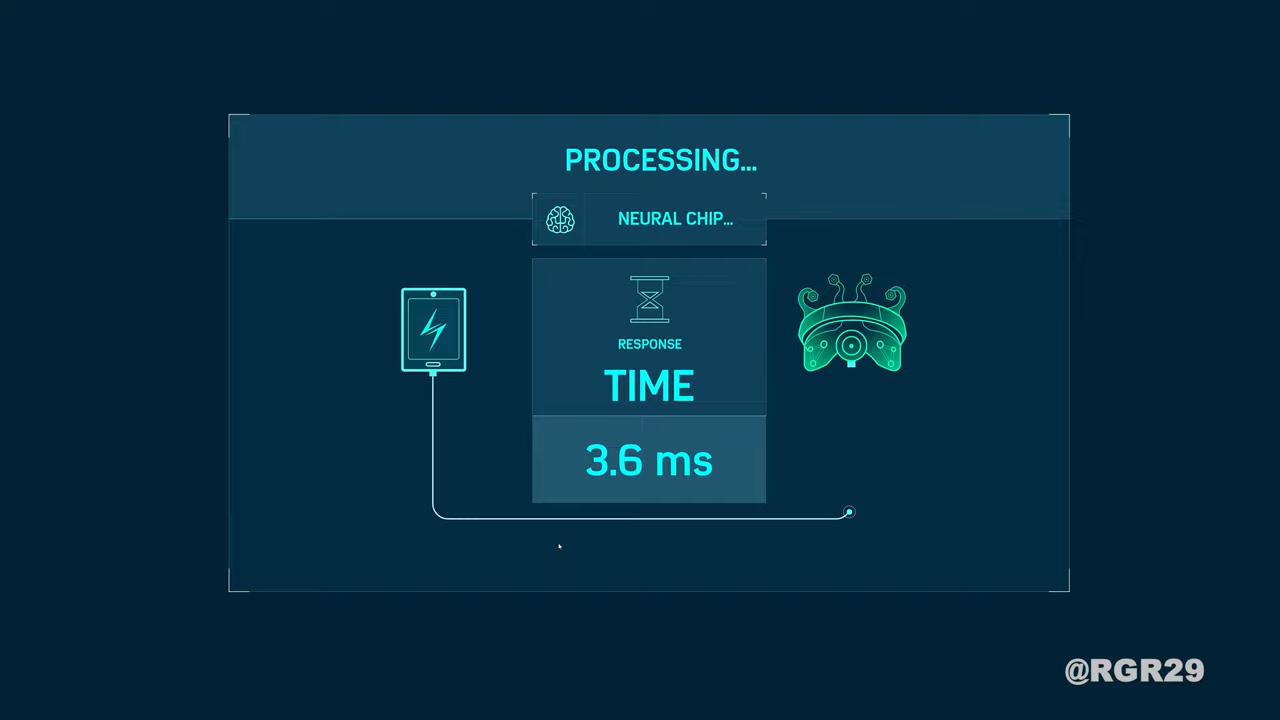 PROCESSING...
NEURAL CHIP...
RESPONSE
TIME
3.6 ms
@RGR29